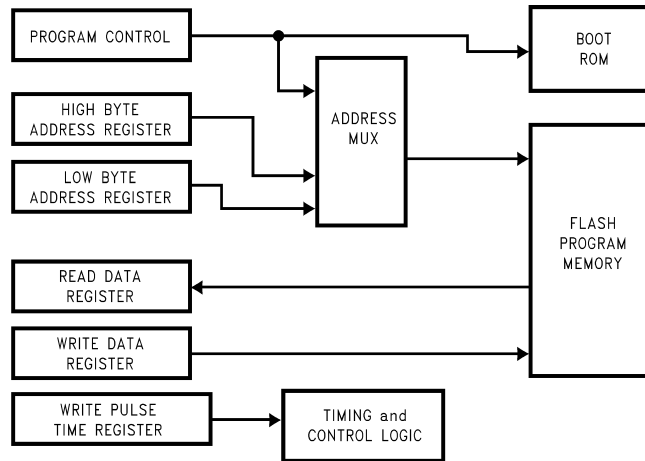 PROGRAM CONTROL
BOOT
ROM
HIGH BYTE
ADDRESS REGISTER
ADDRESS
MUX
LOW BYTE
ADDRESS REGISTER
FLASH
PROGRAM
MEMORY
READ DATA
REGISTER
WRITE DATA
REGISTER
WRITE PULSE
TIME REGISTER
TIMING and
CONTROL LOGIC